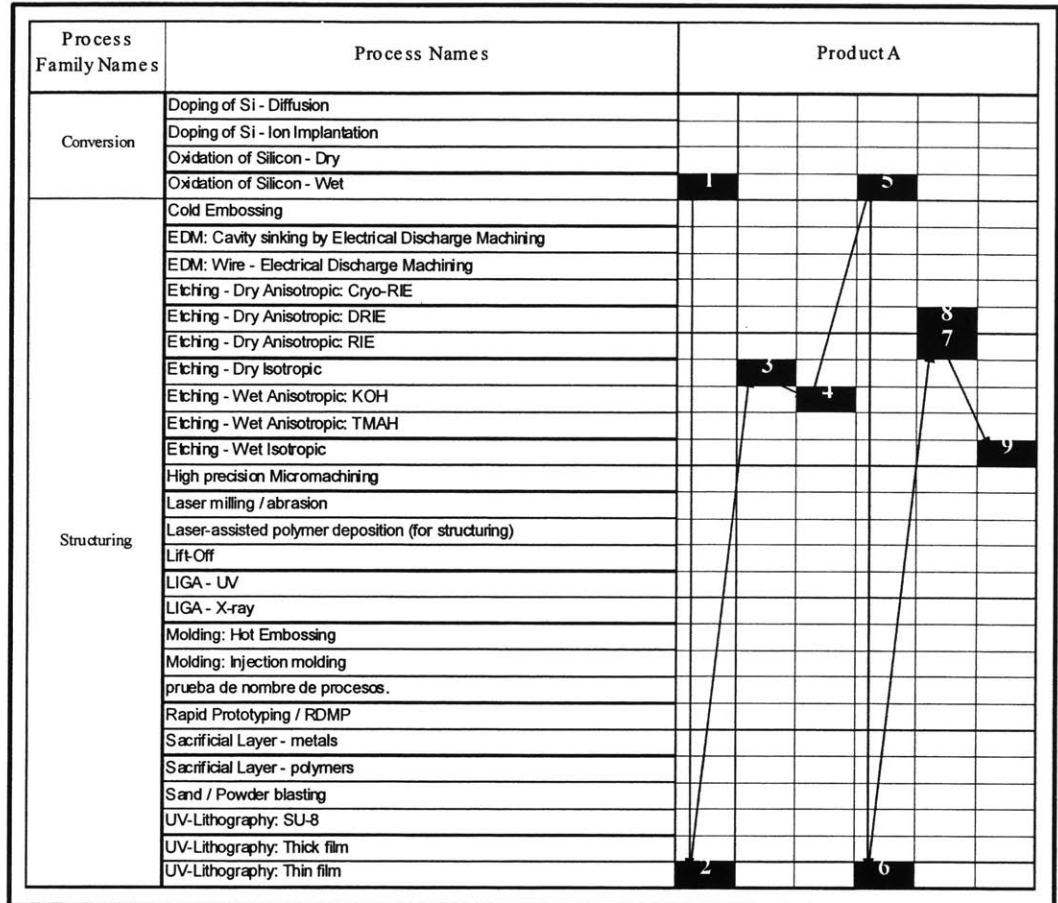 Process
Family Names
Process Names
Product A
Conversion
Doping of Si - Diffusion
Doping of Si - Ion Implantation
Oxidation of Silicon - Dry
Oxidation of Silicon - Wet
1
5
Structuring
Cold Embossing
EDM: Cavity sinking by Electrical Discharge Machining
EDM: Wire - Electrical Discharge Machining
Etching - Dry Anisotropic: Cryo-RIE
Etching - Dry Anisotropic: DRIE
8
Etching - Dry Anisotropic: RIE
7
Etching - Dry Isotropic
3
Etching - Wet Anisotropic: KOH
4
Etching - Wet Anisotropic: TMAH
Etching - Wet Isotropic
9
High precision Micromachining
Laser milling / abrasion
Laser-assisted polymer deposition (for structuring)
Lift-Off
LIGA - UV
LIGA - X-ray
Molding: Hot Embossing
Molding: Injection molding
prueba de nombre de procesos.
Rapid Prototyping / RDMP
Sacrificial Layer - metals
Sacrificial Layer - polymers
Sand / Powder blasting
UV-Lithography: SU-8
UV-Lithography: Thick film
UV-Lithography: Thin film
2
6